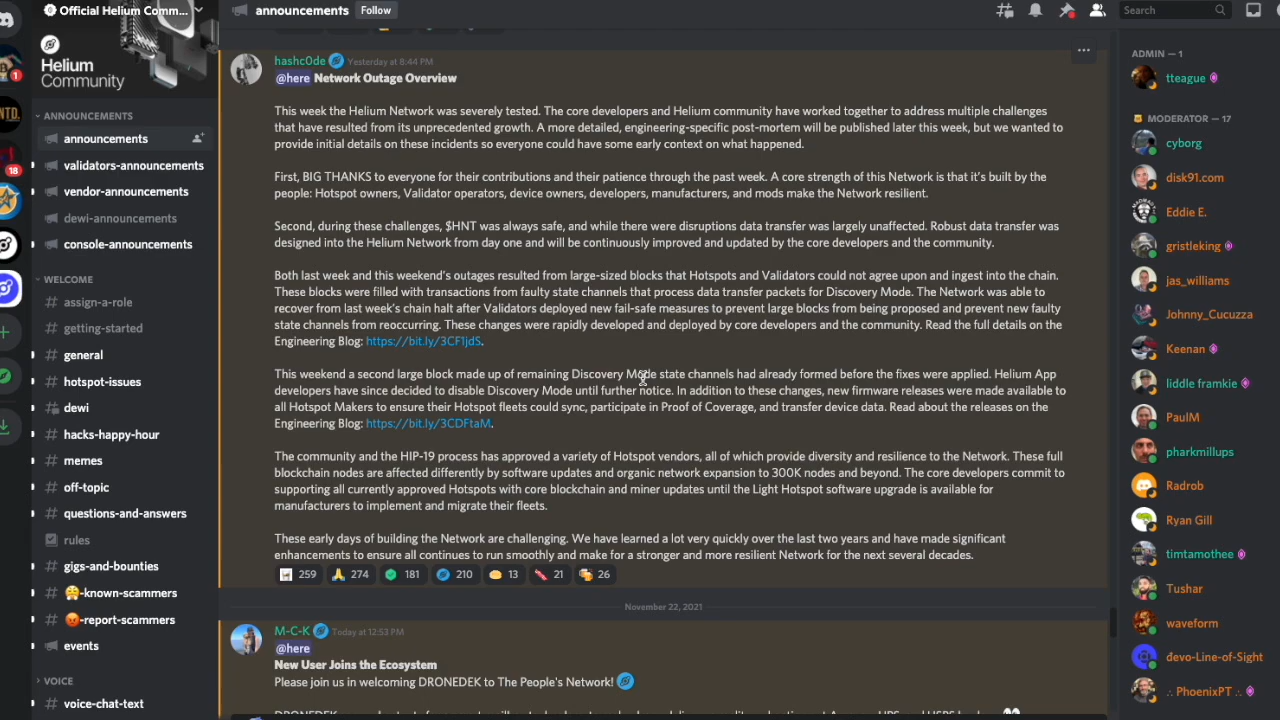 Official Helium Comm...
Helium
Community
ANNOUNCEMENTS
announcements
validators-announcements
vendor-announcements
dewi-announcements
console-announcements
WELCOME
assign-a-role
getting-started
general
hotspot-issues
dewi
hacks-happy-hour
memes
off-topic
questions-and-answers
rules
gigs-and-bounties
-known-scammers
-report-scammers
events
VOICE
voice-chat-text
1
NTD.
18
announcements Follow
Search
hashc0de Yesterday at 8:44 PM
@here Network Outage Overview
This week the Helium Network was severely tested. The core developers and Helium community have worked together to address multiple challenges
that have resulted from its unprecedented growth. A more detailed, engineering-specific post-mortem will be published later this week, but we wanted to
provide initial details on these incidents so everyone could have some early context on what happened.
First, BIG THANKS to everyone for their contributions and their patience through the past week. A core strength of this Network is that it's built by the
people: Hotspot owners, Validator operators, device owners, developers, manufacturers, and mods make the Network resilient.
Second, during these challenges, $HNT was always safe, and while there were disruptions data transfer was largely unaffected. Robust data transfer was
designed into the Helium Network from day one and will be continuously improved and updated by the core developers and the community.
Both last week and this weekend's outages resulted from large-sized blocks that Hotspots and Validators could not agree upon and ingest into the chain.
These blocks were filled with transactions from faulty state channels that process data transfer packets for Discovery Mode. The Network was able to
recover from last week's chain halt after Validators deployed new fail-safe measures to prevent large blocks from being proposed and prevent new faulty
state channels from reoccurring. These changes were rapidly developed and deployed by core developers and the community. Read the full details on the
Engineering Blog: https://bit.ly/3CF1jdS.
This weekend a second large block made up of remaining Discovery Mode state channels had already formed before the fixes were applied. Helium App
developers have since decided to disable Discovery Mode until further notice. In addition to these changes, new firmware releases were made available to
all Hotspot Makers to ensure their Hotspot fleets could sync, participate in Proof of Coverage, and transfer device data. Read about the releases on the
Engineering Blog: https://bit.ly/3CDFtaM.
The community and the HIP-19 process has approved a variety of Hotspot vendors, all of which provide diversity and resilience to the Network. These full
blockchain nodes are affected differently by software updates and organic network expansion to 300K nodes and beyond. The core developers commit to
supporting all currently approved Hotspots with core blockchain and miner updates until the Light Hotspot software upgrade is available for
manufacturers to implement and migrate their fleets.
These early days of building the Network are challenging. We have learned a lot very quickly over the last two years and have made significant
enhancements to ensure all continues to run smoothly and make for a stronger and more resilient Network for the next several decades.
259 274 181 210 13 21 26
November 22, 2021
M-C-K Today at 12:53 PM
@here
New User Joins the Ecosystem
Please join us in welcoming DRONEDEK to The People's Network!
ADMIN — 1
tteague
MODERATOR — 17
cyborg
disk91.com
Eddie E.
gristleking
jas_williams
Johnny_Cucuzza
Keenan
liddle framkie
PaulM
pharkmillups
Radrob
Ryan Gill
timtamothee
Tushar
waveform
devo-Line-of-Sight
.:. PhoenixPT .:.